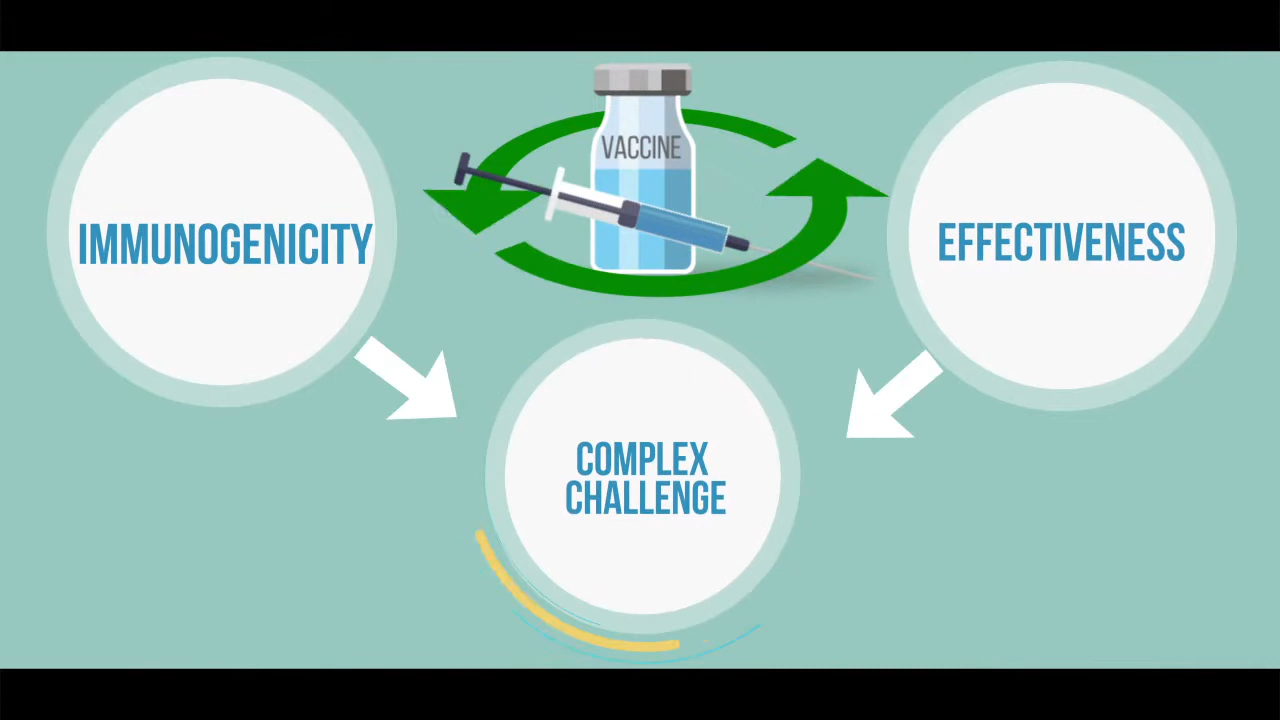 VACCINE
IMMUNOGENICITY
EFFECTIVENESS
COMPLEX
CHALLENGE